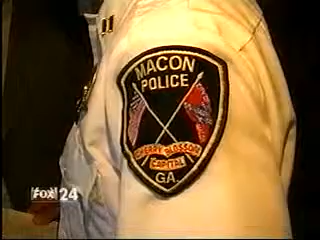 MACON
POLICE
CHERRY BLOSSOM
CAPITAL
GA
FOX 24